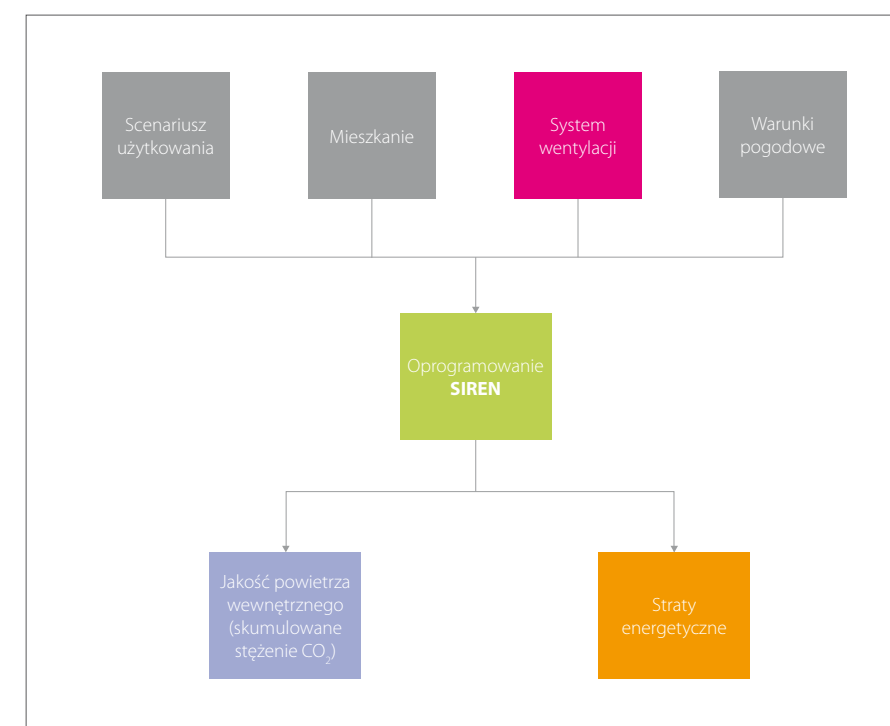 Scenariusz
użytkowania
Mieszkanie
System
wentylacji
Warunki
pogodowe
Oprogramowanie
SIREN
Jakość powietrza
wewnętrznego
(skumulowane
stężenie CO₂)
Straty
energetyczne